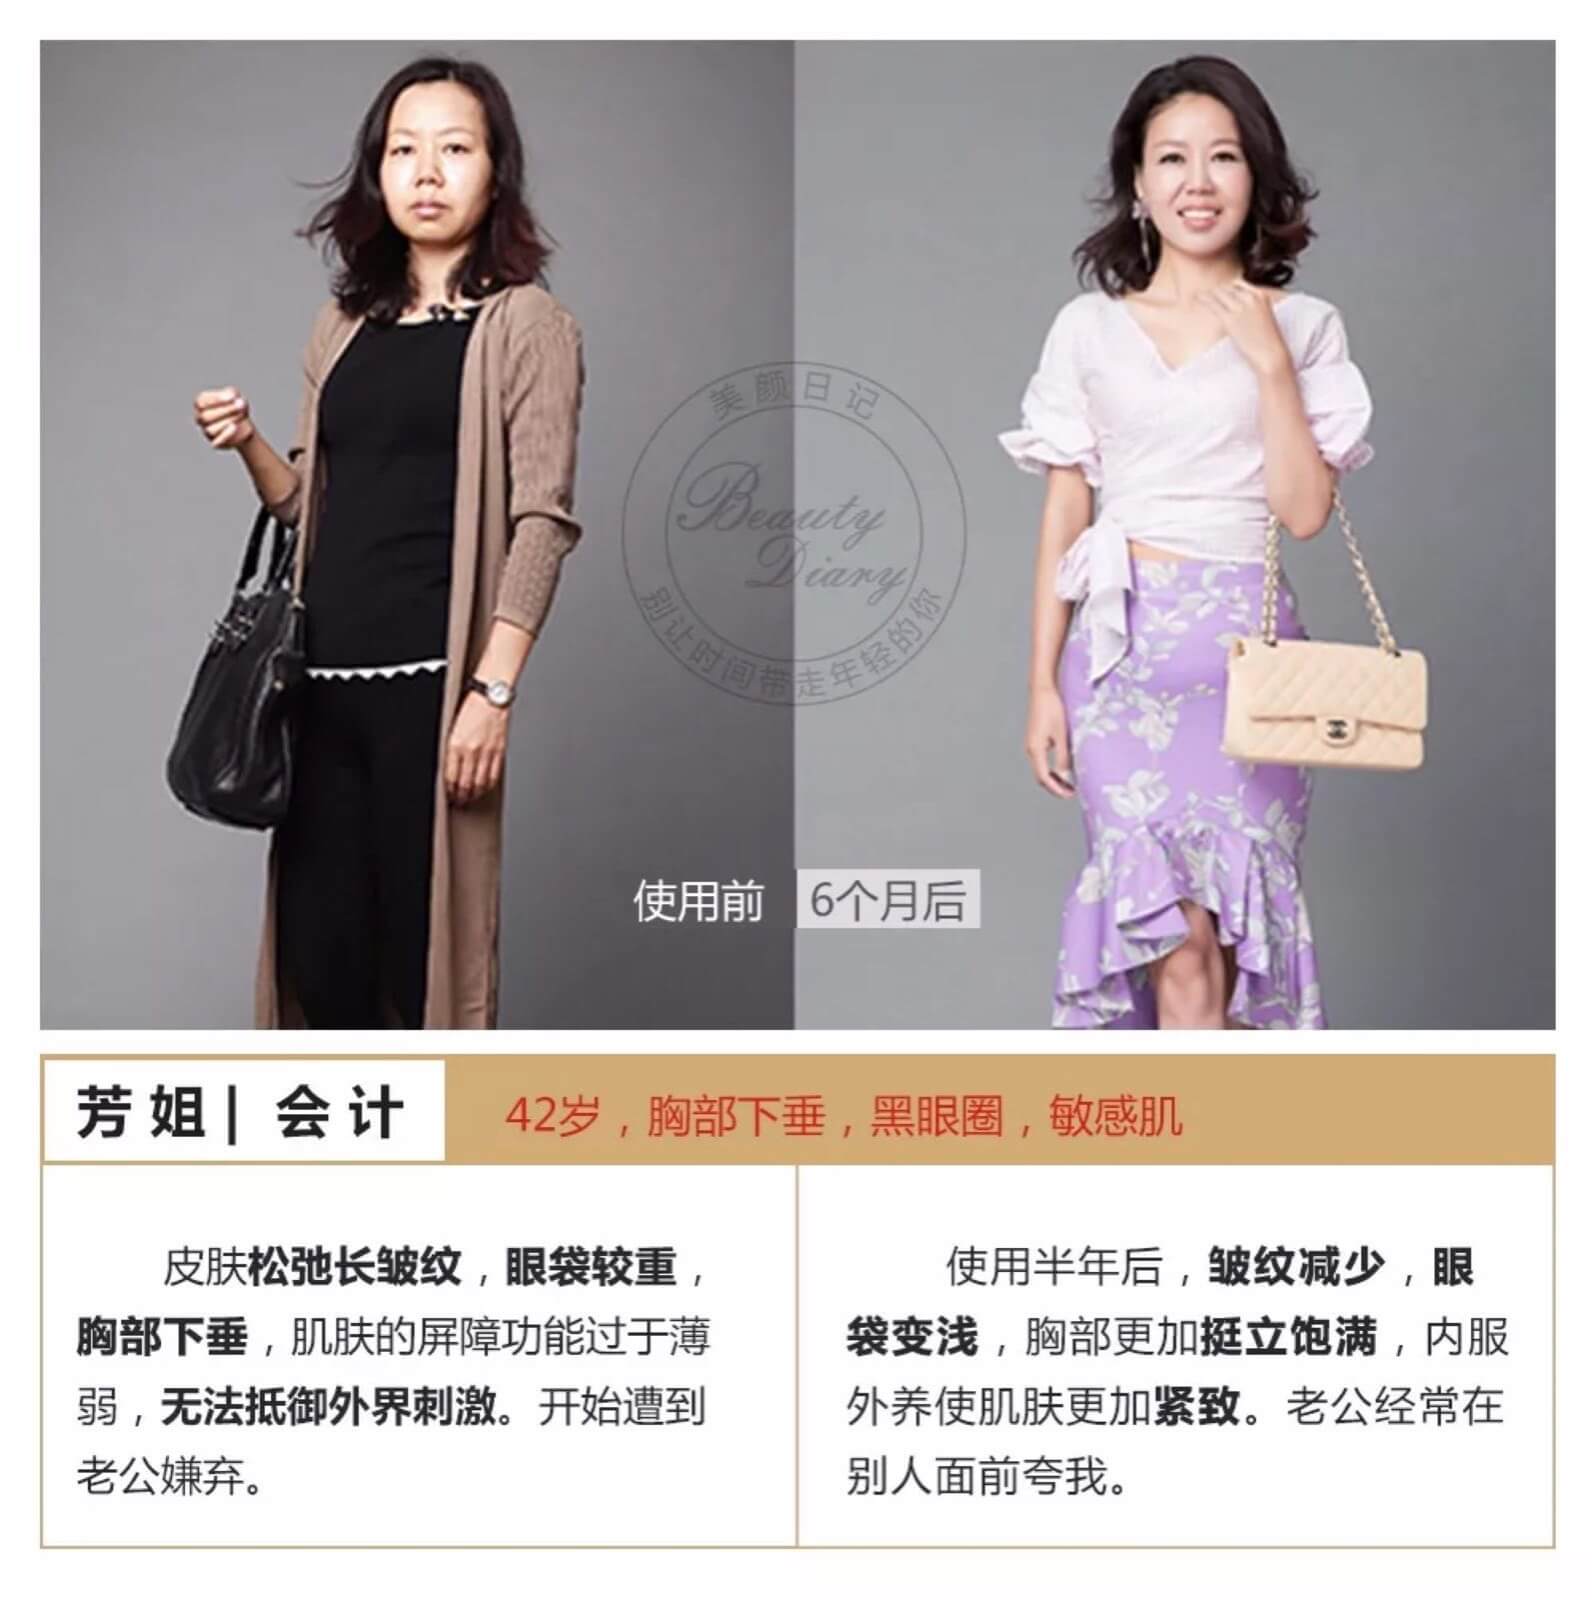 美颜日记
Beauty
Diary
别让时间带走年轻的你
使用前 6个月后
芳姐| 会计 42岁，胸部下垂，黑眼圈，敏感肌
皮肤松弛长皱纹，眼袋较重，
胸部下垂，肌肤的屏障功能过于薄
弱，无法抵御外界刺激。开始遭到
老公嫌弃。
使用半年后，皱纹减少，眼
袋变浅，胸部更加挺立饱满，内服
外养使肌肤更加紧致。老公经常在
别人面前夸我。